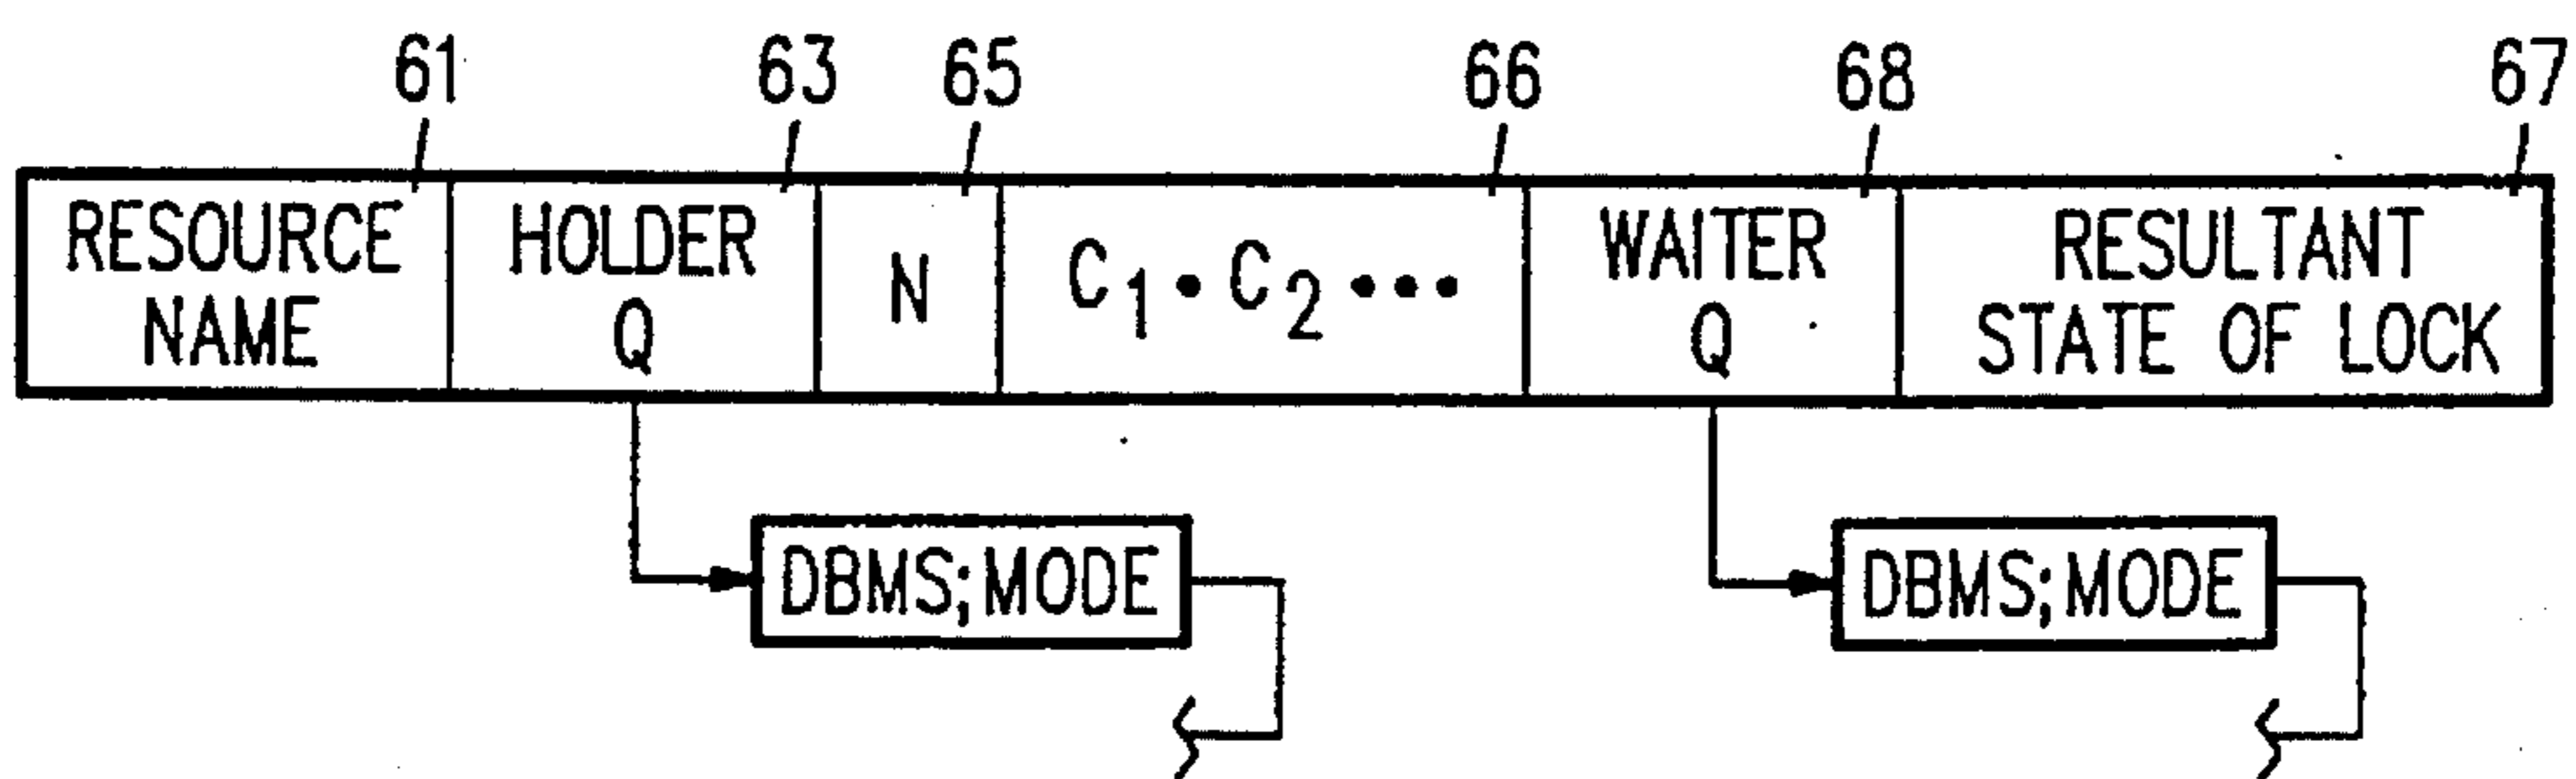 61 63 65 66 68 67
RESOURCE NAME
HOLDER Q
N
C1•C2•••
WAITER Q
RESULTANT STATE OF LOCK
DBMS;MODE
DBMS;MODE